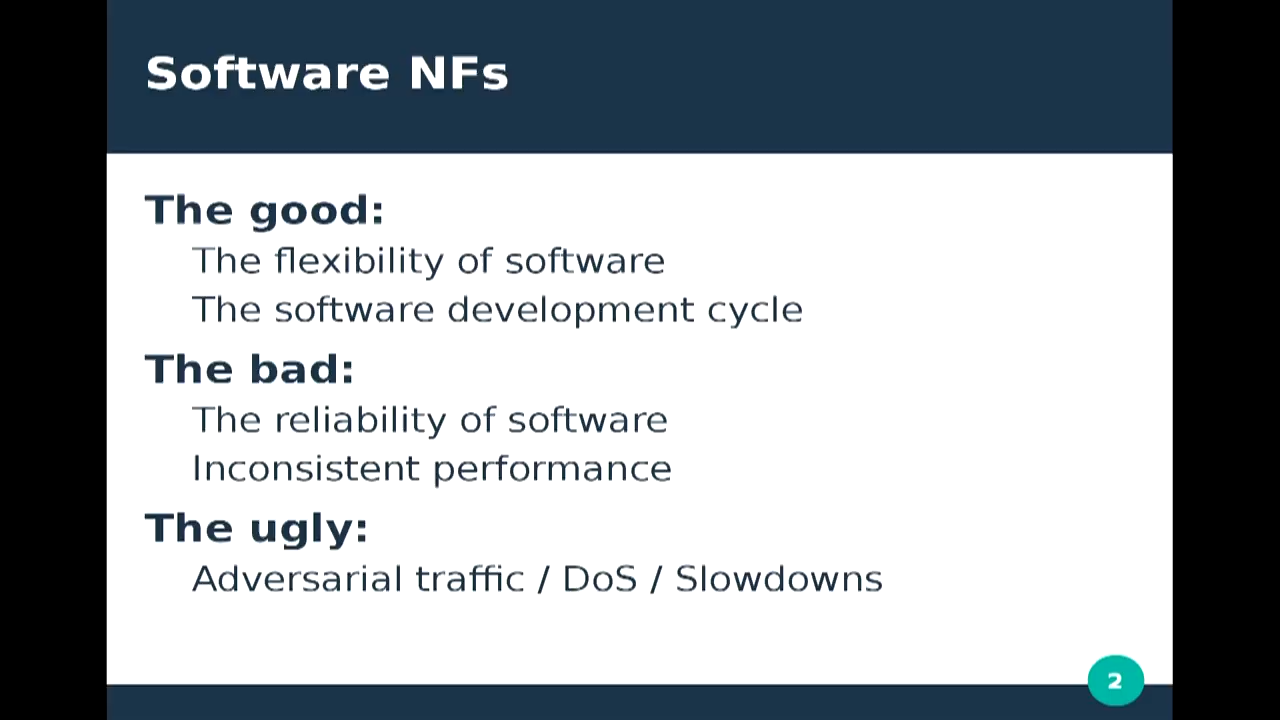 Software NFs
The good:
The flexibility of software
The software development cycle
The bad:
The reliability of software
Inconsistent performance
The ugly:
Adversarial traffic / DoS / Slowdowns
2